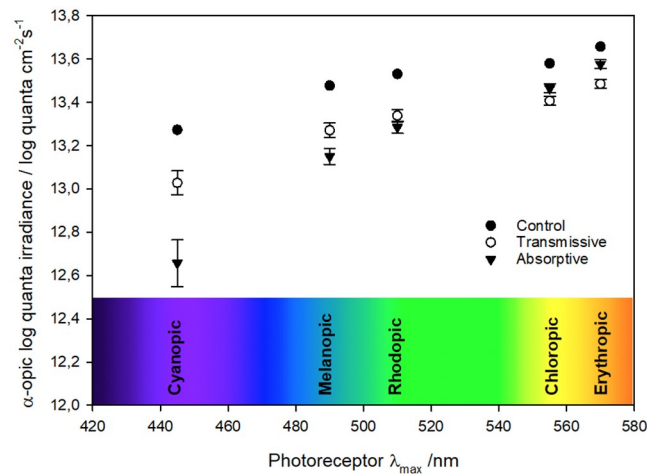 α-opic log quanta irradiance / log quanta cm⁻²s⁻¹
13,8
13,6
13,4
13,2
13,0
12,8
12,6
12,4
12,2
12,0
Control
Transmissive
Absorptive
Cyanopic
Melanopic
Rhodopic
Chloropic
Erythropic
420 440 460 480 500 520 540 560 580
Photoreceptor λmax /nm